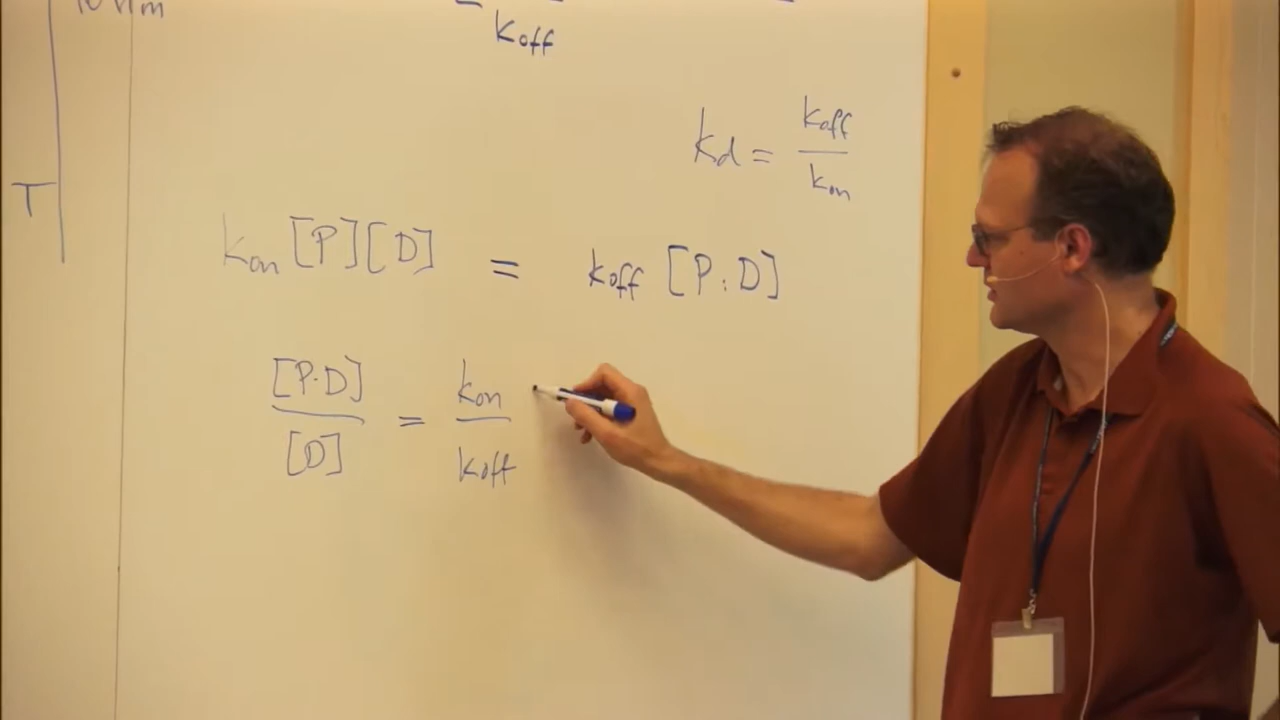 koff
kd = koff / kon
T
kon [P][D] = koff [P:D]
[P·D] / [D] = kon / koff